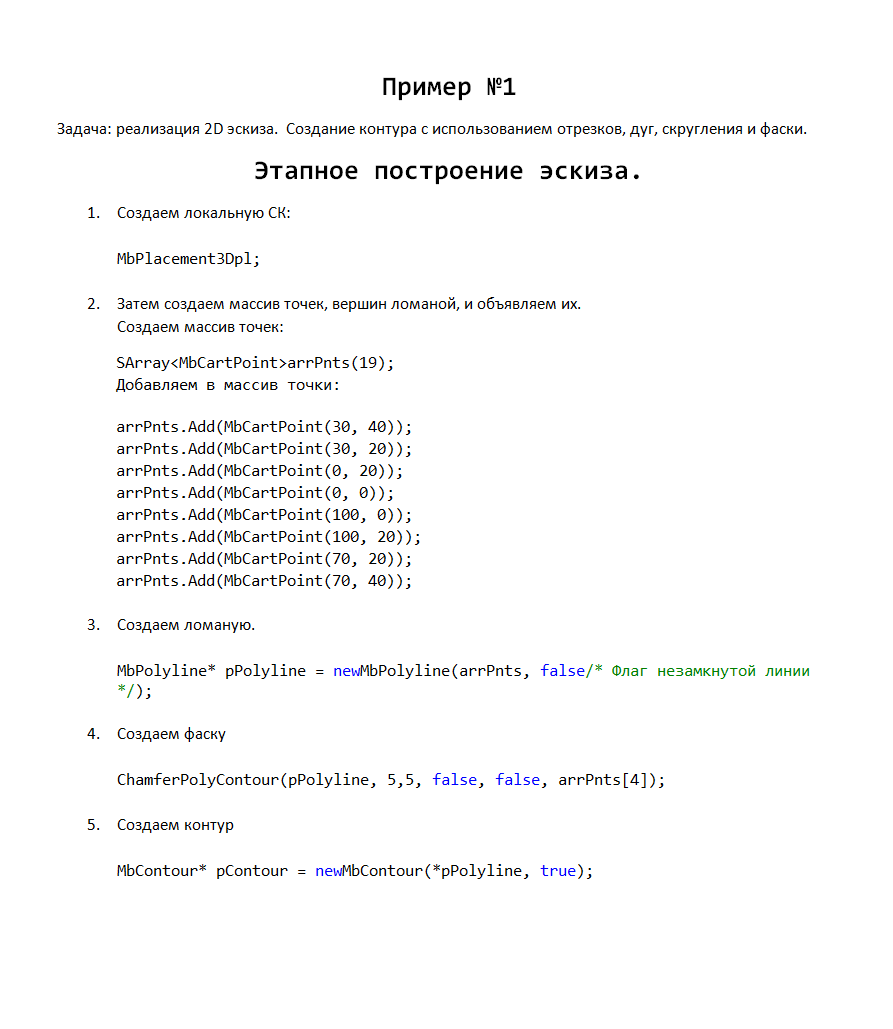 Пример №1
Задача: реализация 2D эскиза.  Создание контура с использованием отрезков, дуг, скругления и фаски.
Этапное построение эскиза.
1. Создаем локальную СК:
MbPlacement3Dpl;
2. Затем создаем массив точек, вершин ломаной, и объявляем их.
Создаем массив точек:
SArray<MbCartPoint>arrPnts(19);
Добавляем в массив точки:
arrPnts.Add(MbCartPoint(30, 40));
arrPnts.Add(MbCartPoint(30, 20));
arrPnts.Add(MbCartPoint(0, 20));
arrPnts.Add(MbCartPoint(0, 0));
arrPnts.Add(MbCartPoint(100, 0));
arrPnts.Add(MbCartPoint(100, 20));
arrPnts.Add(MbCartPoint(70, 20));
arrPnts.Add(MbCartPoint(70, 40));
3. Создаем ломаную.
MbPolyline* pPolyline = newMbPolyline(arrPnts, false/* Флаг незамкнутой линии
*/);
4. Создаем фаску
ChamferPolyContour(pPolyline, 5,5, false, false, arrPnts[4]);
5. Создаем контур
MbContour* pContour = newMbContour(*pPolyline, true);